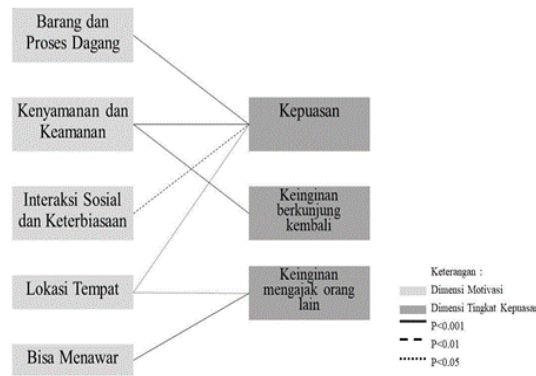 Barang dan
Proses Dagang
Kenyamanan dan
Keamanan
Interaksi Sosial
dan Keterbiasaan
Lokasi Tempat
Bisa Menawar
Kepuasan
Keinginan
berkunjung
kembali
Keinginan
mengajak orang
lain
Keterangan :
Dimensi Motivasi
Dimensi Tingkat Kepuasan
P<0.001
P<0.01
P<0.05